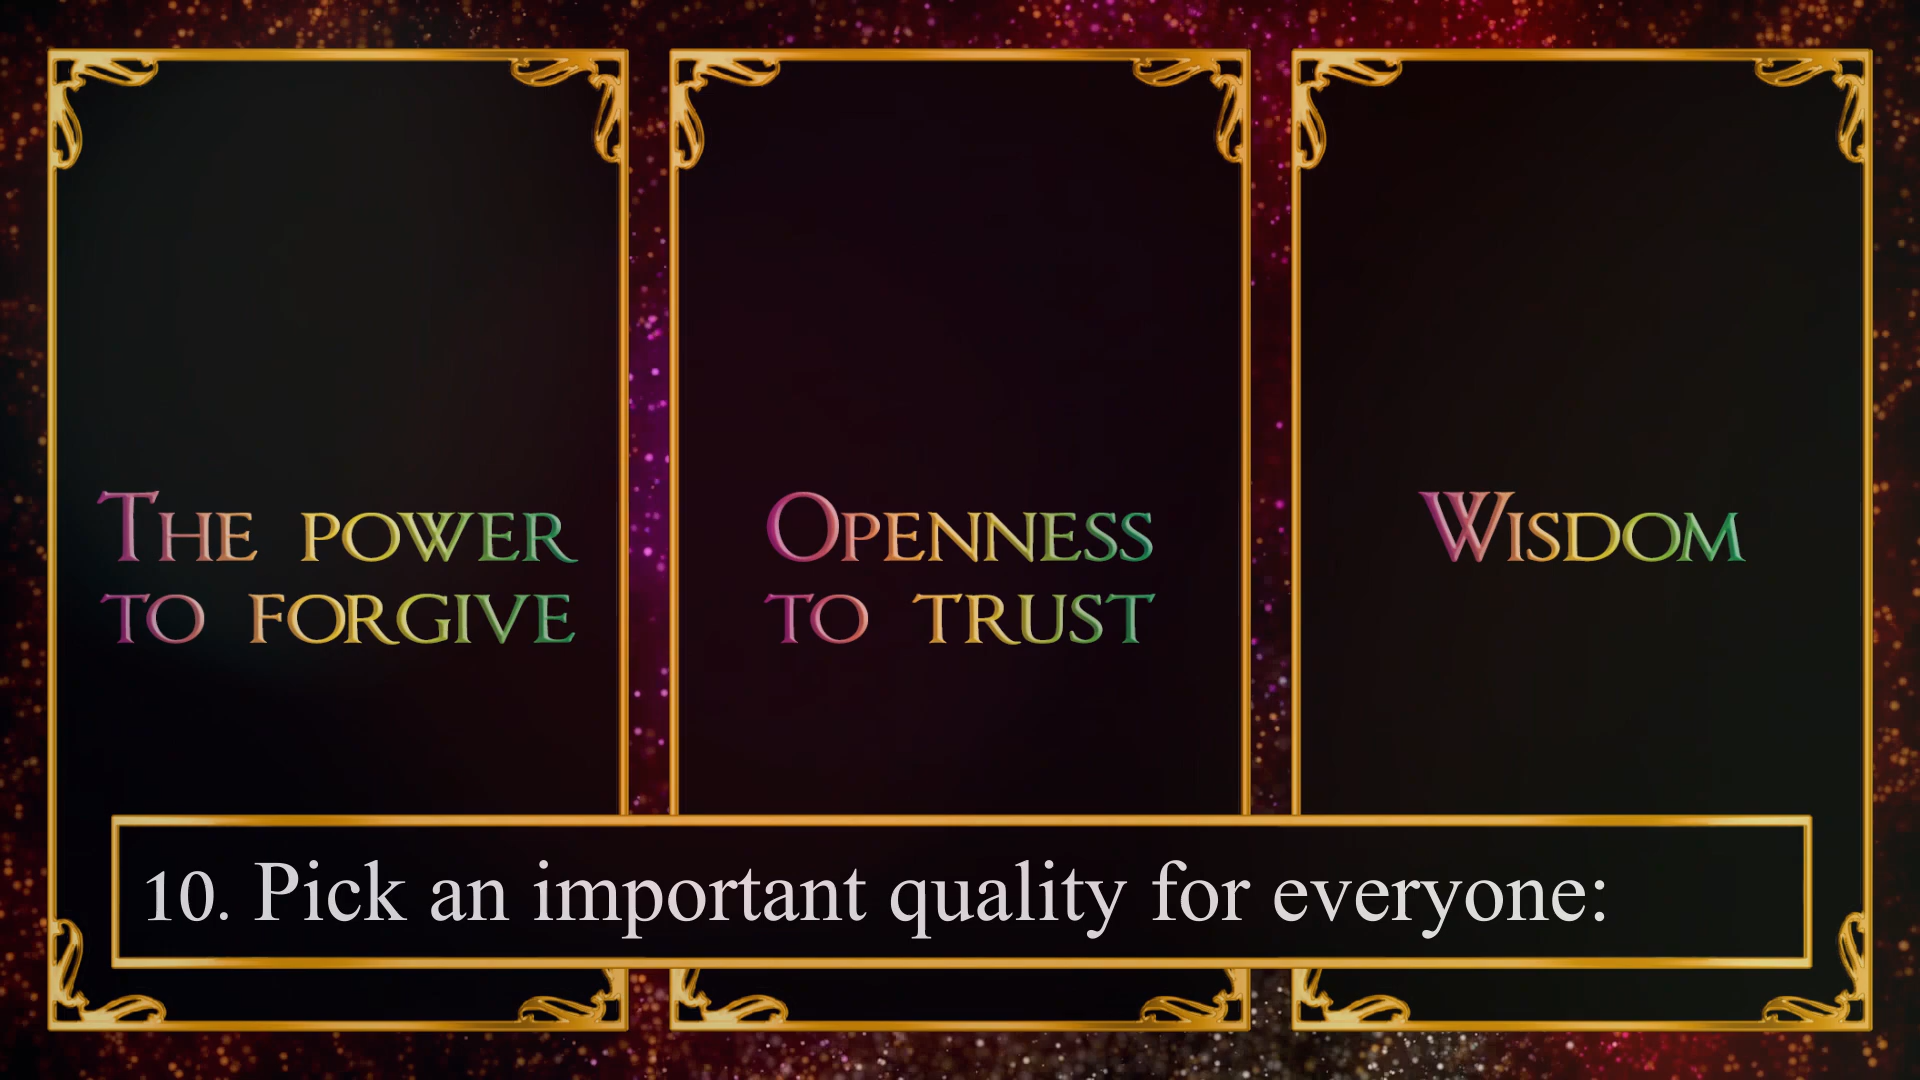 The power
to forgive
Openness
to trust
Wisdom
10. Pick an important quality for everyone: